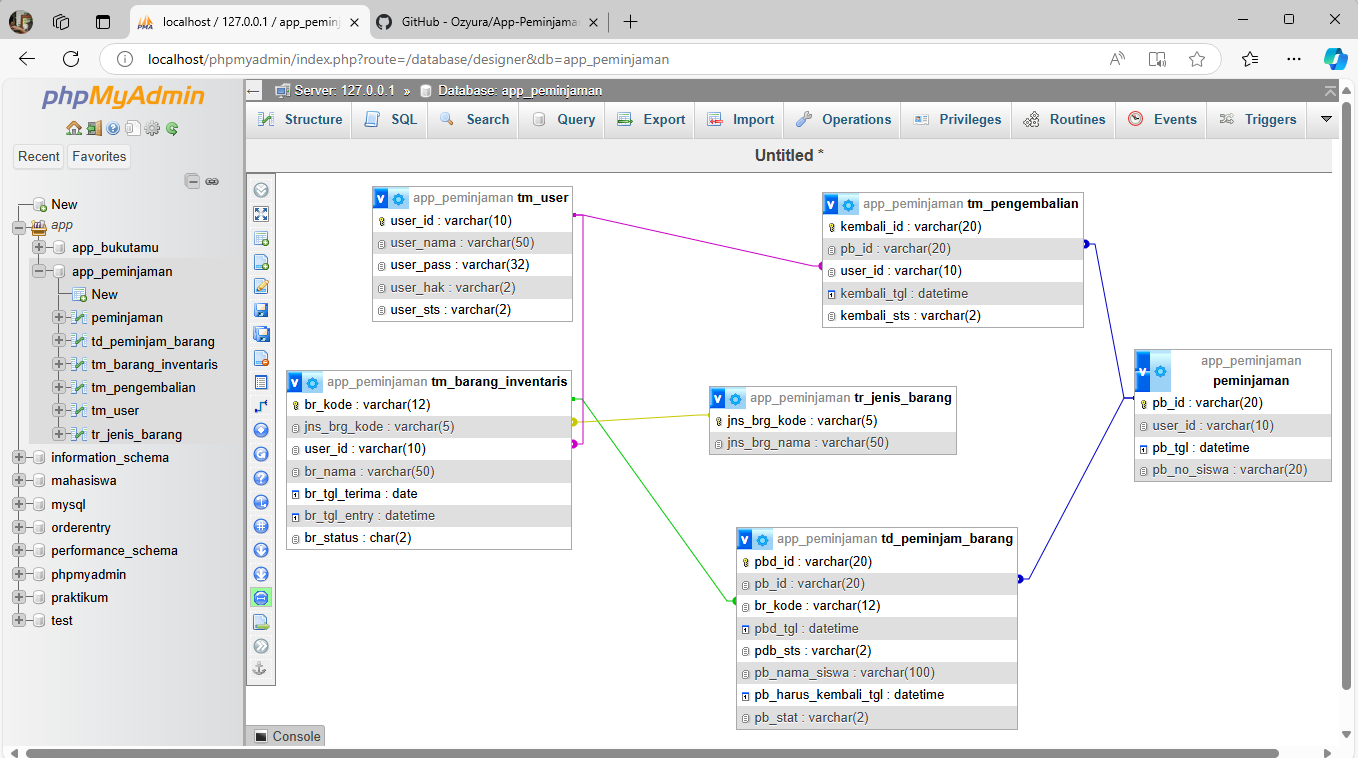 localhost / 127.0.0.1 / app_peminj
GitHub - Ozyura/App-Peminjama
localhost/phpmyadmin/index.php?route=/database/designer&db=app_peminjaman
phpMyAdmin
Recent
Favorites
New
app
app_bukutamu
app_peminjaman
New
peminjaman
td_peminjam_barang
tm_barang_inventaris
tm_pengembalian
tm_user
tr_jenis_barang
information_schema
mahasiswa
mysql
orderentry
performance_schema
phpmyadmin
praktikum
test
Server: 127.0.0.1 » Database: app_peminjaman
Structure
SQL
Search
Query
Export
Import
Operations
Privileges
Routines
Events
Triggers
Untitled *
app_peminjaman tm_user
user_id : varchar(10)
user_nama : varchar(50)
user_pass : varchar(32)
user_hak : varchar(2)
user_sts : varchar(2)
app_peminjaman tm_pengembalian
kembali_id : varchar(20)
pb_id : varchar(20)
user_id : varchar(10)
kembali_tgl : datetime
kembali_sts : varchar(2)
app_peminjaman
peminjaman
pb_id : varchar(20)
user_id : varchar(10)
pb_tgl : datetime
pb_no_siswa : varchar(20)
app_peminjaman tm_barang_inventaris
br_kode : varchar(12)
jns_brg_kode : varchar(5)
user_id : varchar(10)
br_nama : varchar(50)
br_tgl_terima : date
br_tgl_entry : datetime
br_status : char(2)
app_peminjaman tr_jenis_barang
jns_brg_kode : varchar(5)
jns_brg_nama : varchar(50)
app_peminjaman td_peminjam_barang
pbd_id : varchar(20)
pb_id : varchar(20)
br_kode : varchar(12)
pbd_tgl : datetime
pdb_sts : varchar(2)
pb_nama_siswa : varchar(100)
pb_harus_kembali_tgl : datetime
pb_stat : varchar(2)
Console